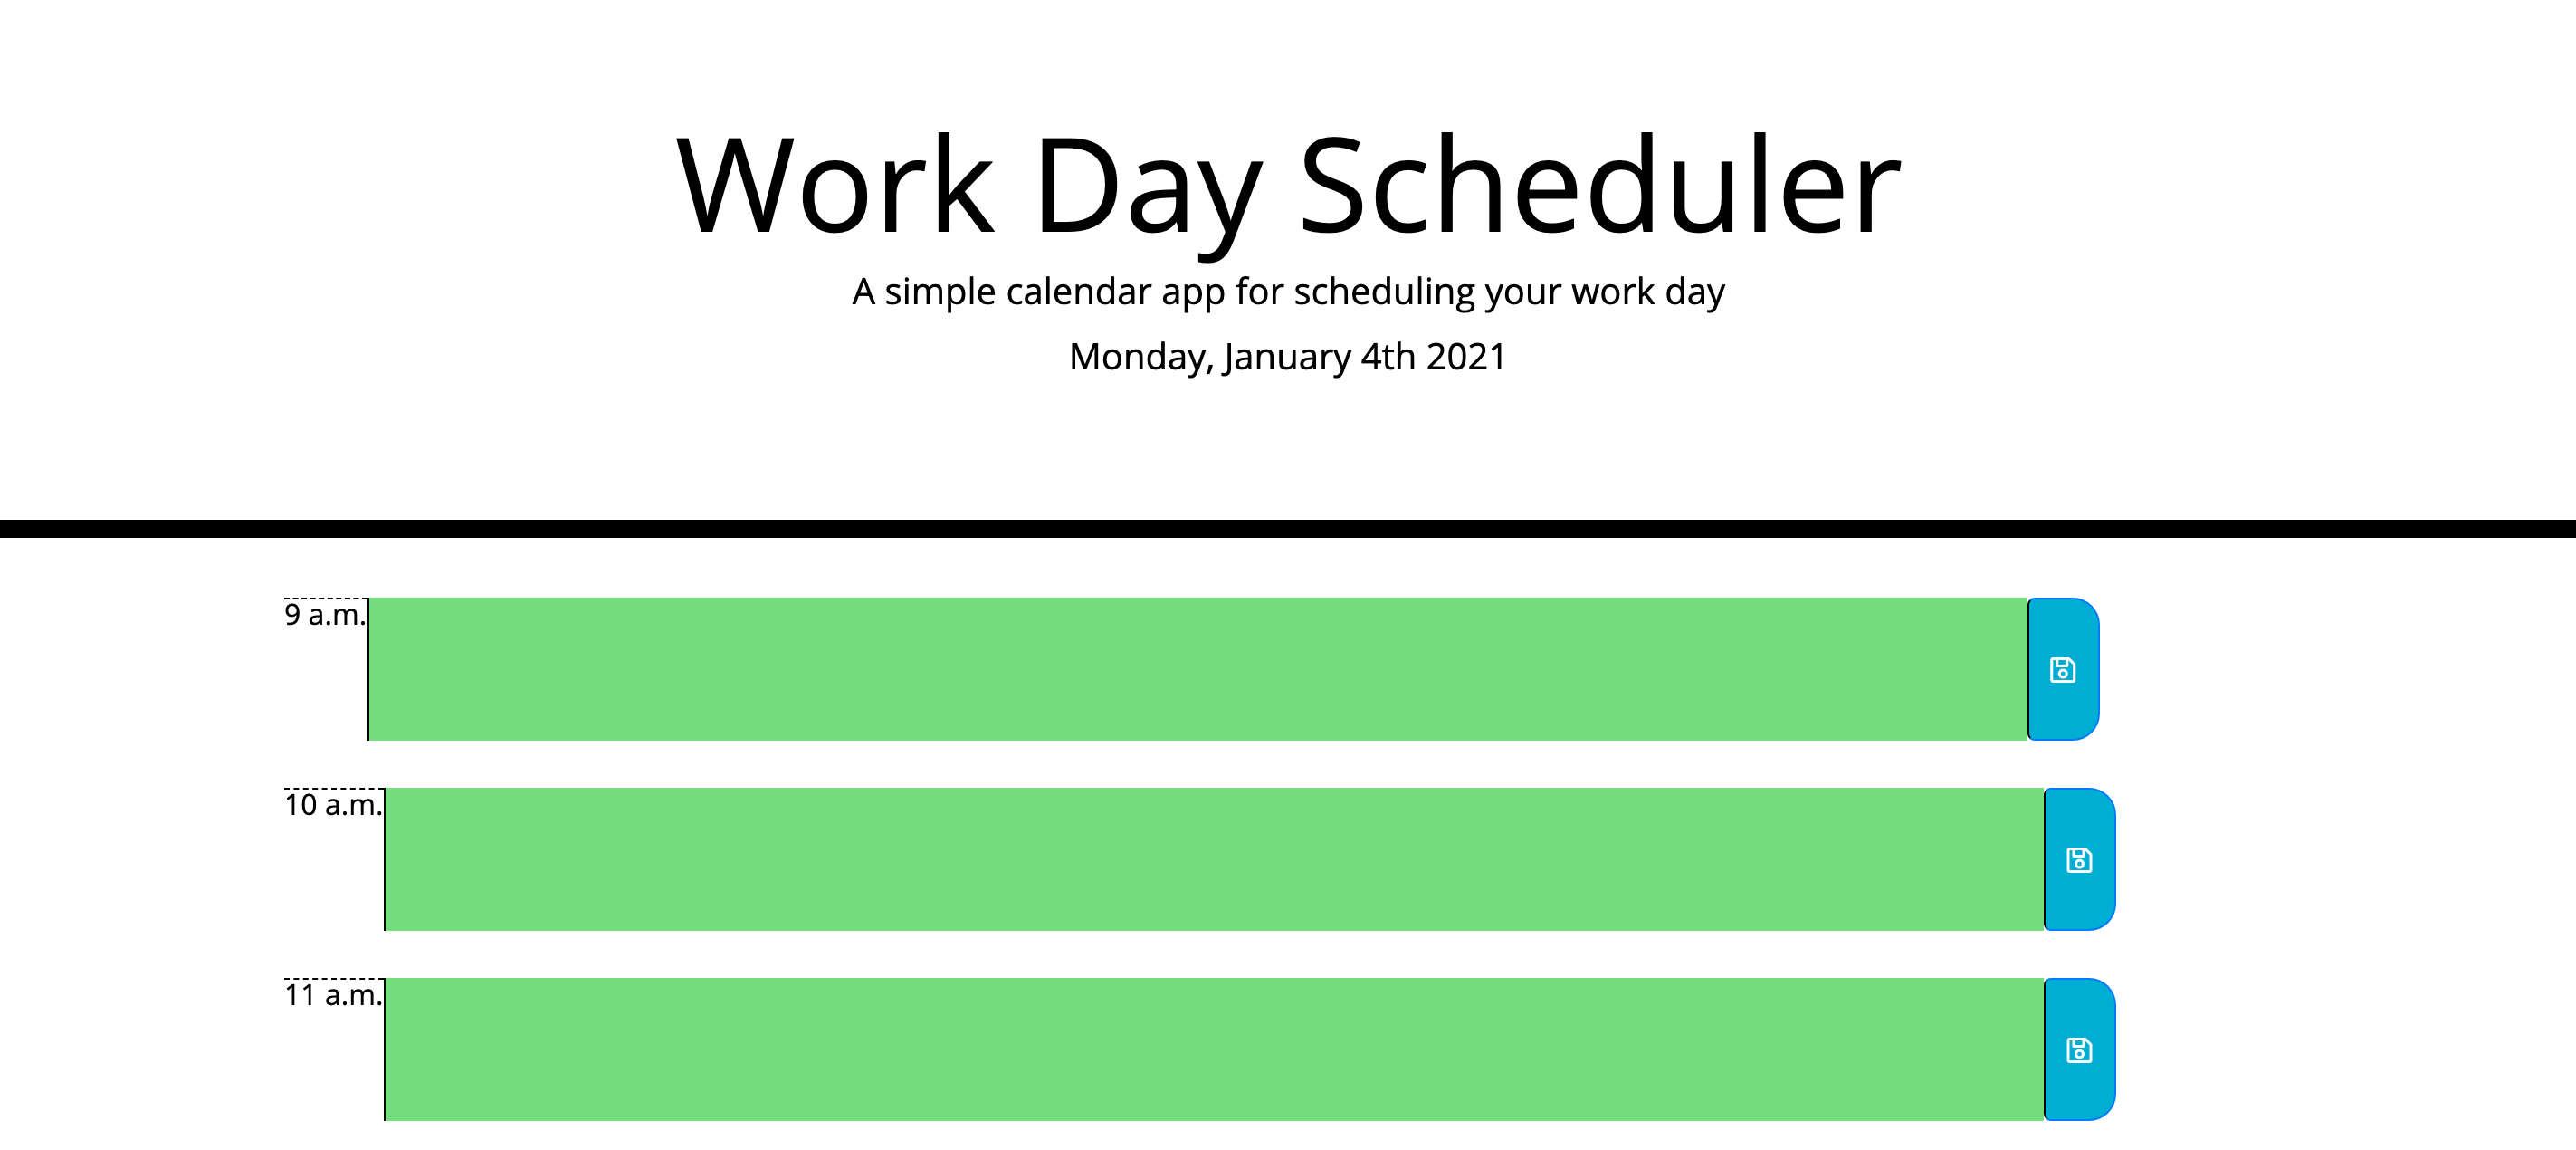 Work Day Scheduler
A simple calendar app for scheduling your work day
Monday, January 4th 2021
9 a.m.
10 a.m.
11 a.m.